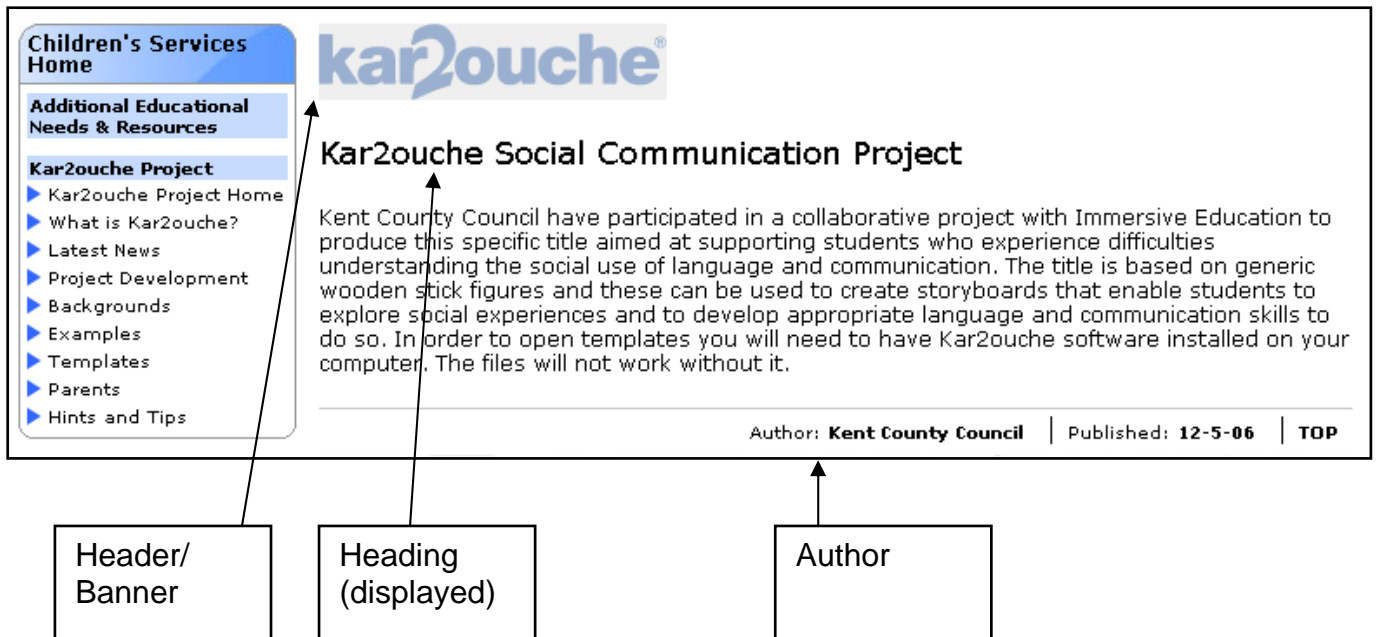 Children's Services
Home
Additional Educational
Needs & Resources
Kar2ouche Project
Kar2ouche Project Home
What is Kar2ouche?
Latest News
Project Development
Backgrounds
Examples
Templates
Parents
Hints and Tips
kar2ouche®
Kar2ouche Social Communication Project
Kent County Council have participated in a collaborative project with Immersive Education to
produce this specific title aimed at supporting students who experience difficulties
understanding the social use of language and communication. The title is based on generic
wooden stick figures and these can be used to create storyboards that enable students to
explore social experiences and to develop appropriate language and communication skills to
do so. In order to open templates you will need to have Kar2ouche software installed on your
computer. The files will not work without it.
Author: Kent County Council | Published: 12-5-06 | TOP
Header/
Banner
Heading
(displayed)
Author